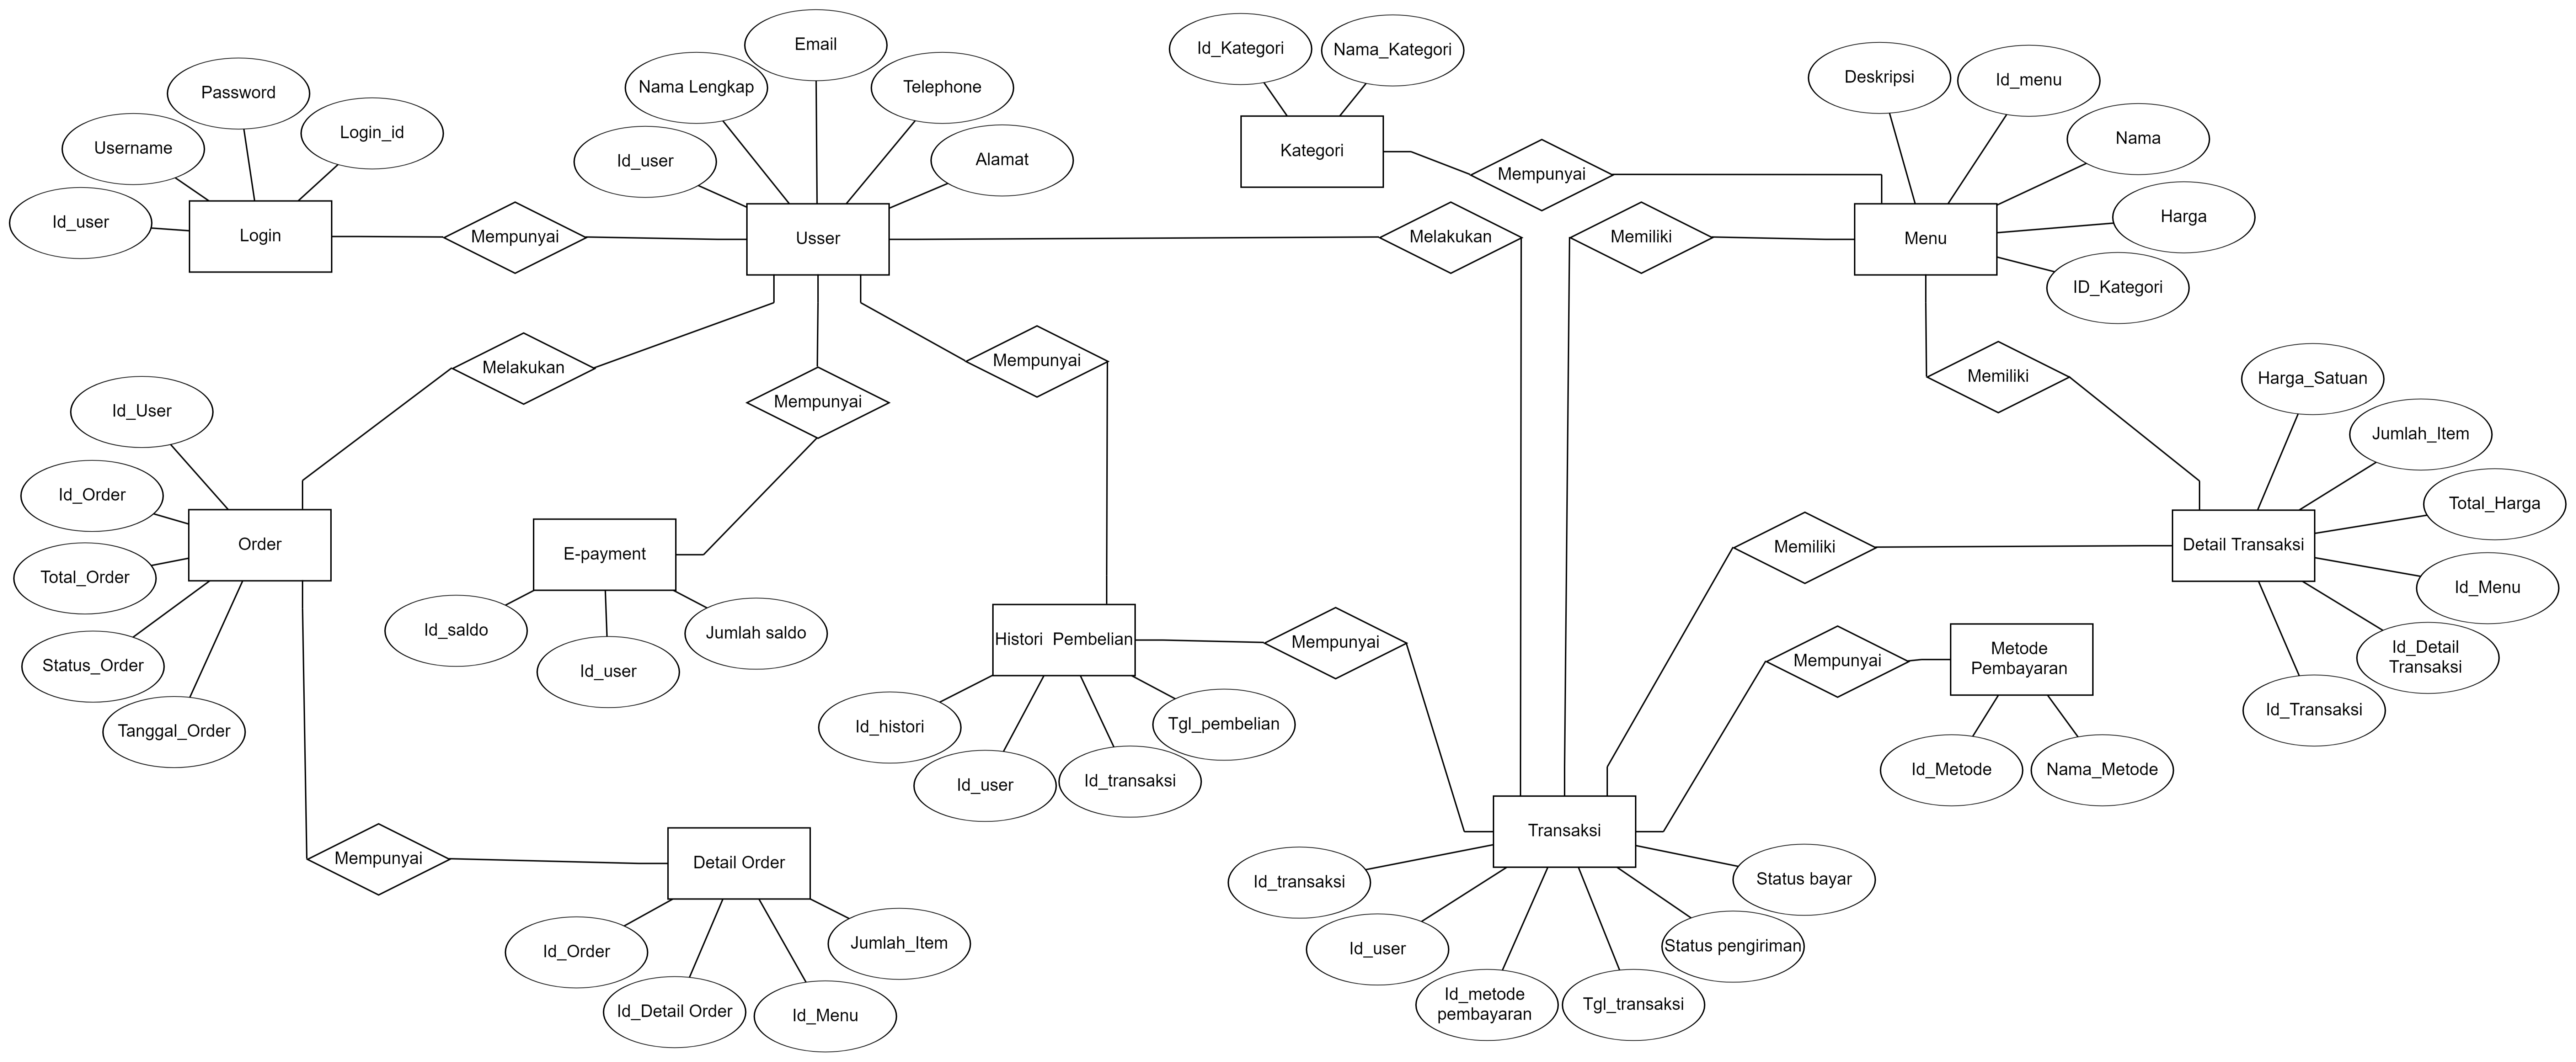 Email
Id_Kategori
Nama_Kategori
Deskripsi
Id_menu
Password
Nama Lengkap
Telephone
Login_id
Nama
Username
Kategori
Id_user
Alamat
Mempunyai
Harga
Id_user
Login
Mempunyai
Usser
Melakukan
Memiliki
Menu
ID_Kategori
Melakukan
Mempunyai
Memiliki
Harga_Satuan
Mempunyai
Id_User
Jumlah_Item
Id_Order
Total_Harga
Order
E-payment
Memiliki
Detail Transaksi
Total_Order
Id_Menu
Id_saldo
Jumlah saldo
Histori Pembelian
Mempunyai
Mempunyai
Metode
Pembayaran
Id_Detail
Transaksi
Status_Order
Id_user
Tanggal_Order
Id_histori
Tgl_pembelian
Id_Transaksi
Id_user
Id_transaksi
Id_Metode
Nama_Metode
Transaksi
Mempunyai
Detail Order
Id_transaksi
Status bayar
Id_Order
Jumlah_Item
Id_user
Status pengiriman
Id_Detail Order
Id_Menu
Id_metode
pembayaran
Tgl_transaksi